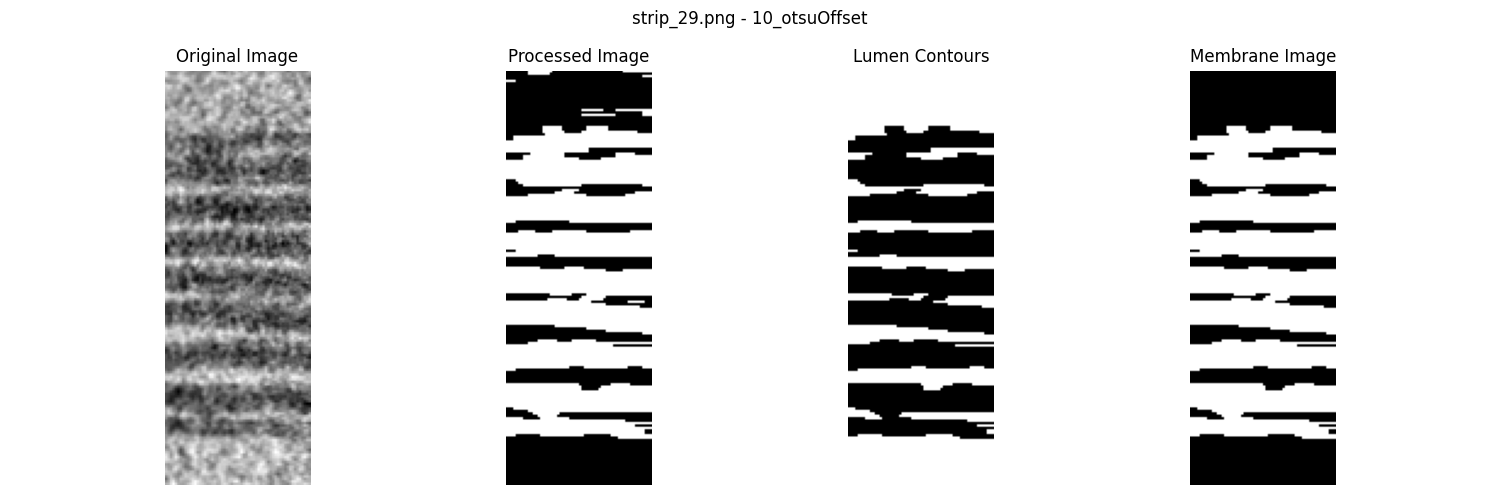 strip_29.png - 10_otsuOffset
Original Image
Processed Image
Lumen Contours
Membrane Image